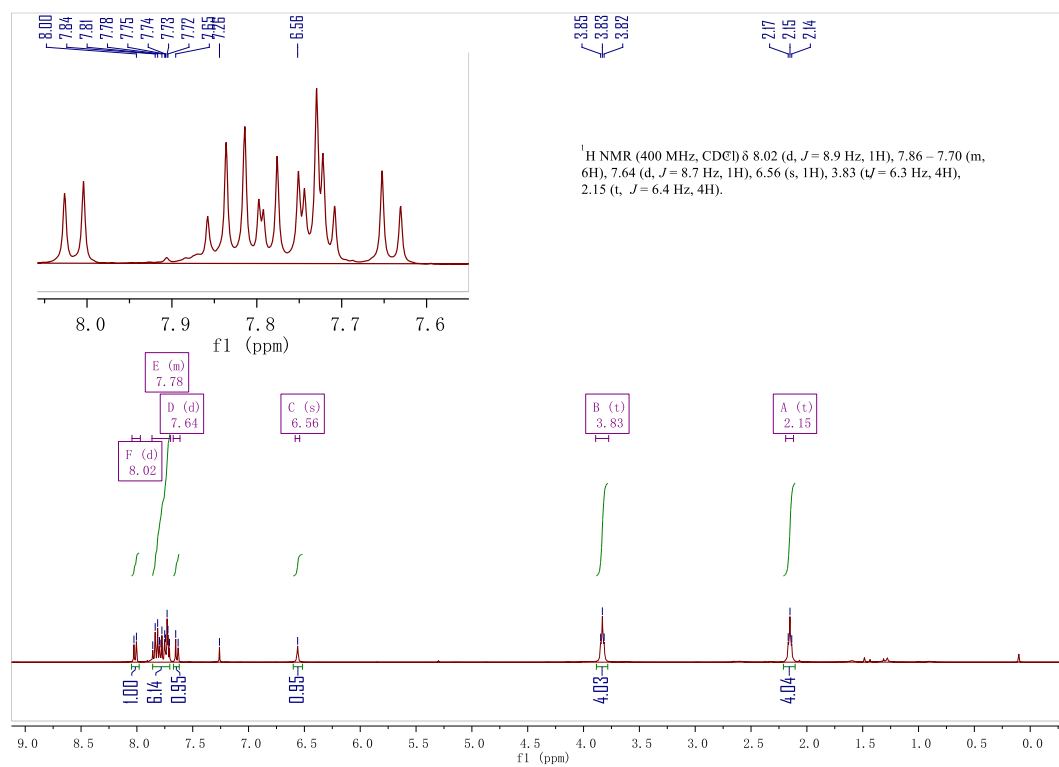 8.00 7.84 7.81 7.78 7.75 7.74 7.73 7.72 7.65 7.26 6.56 3.85 3.83 3.82 2.17 2.15 2.14
1H NMR (400 MHz, CDCl) δ 8.02 (d, J = 8.9 Hz, 1H), 7.86 – 7.70 (m,
6H), 7.64 (d, J = 8.7 Hz, 1H), 6.56 (s, 1H), 3.83 (t, J = 6.3 Hz, 4H),
2.15 (t, J = 6.4 Hz, 4H).
8.0 7.9 7.8 7.7 7.6
f1 (ppm)
E (m)
7.78
D (d)
7.64
C (s)
6.56
B (t)
3.83
A (t)
2.15
F (d)
8.02
1.00 6.14 0.95 0.95 4.03 4.04
9.0 8.5 8.0 7.5 7.0 6.5 6.0 5.5 5.0 4.5 4.0 3.5 3.0 2.5 2.0 1.5 1.0 0.5 0.0
f1 (ppm)